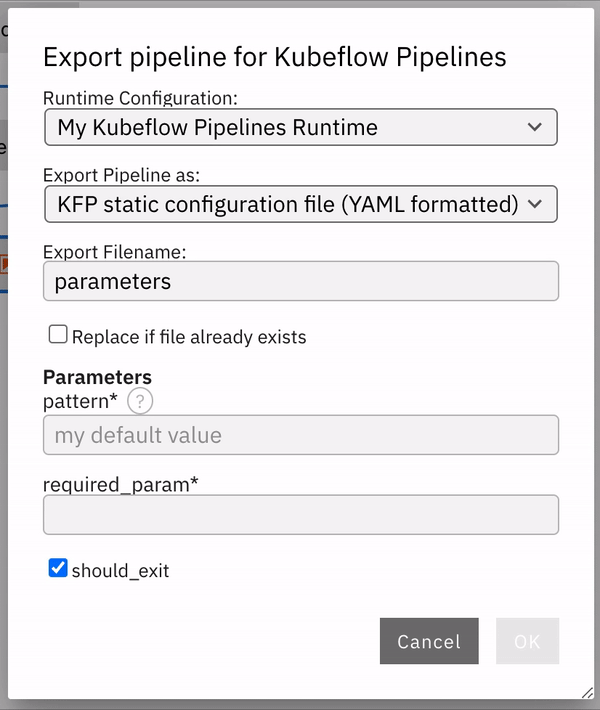 Export pipeline for Kubeflow Pipelines
Runtime Configuration:
My Kubeflow Pipelines Runtime
Export Pipeline as:
KFP static configuration file (YAML formatted)
Export Filename:
parameters
Replace if file already exists
Parameters
pattern* ?
my default value
required_param*
should_exit
Cancel OK